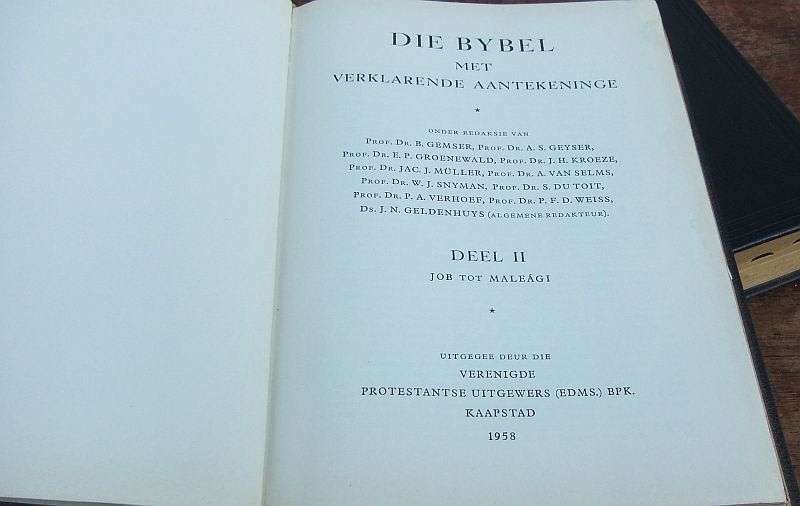 DIE BYBEL
MET
VERKLARENDE AANTEKENINGE
★
ONDER REDAKSIE VAN
PROF. DR. B. GEMSER, PROF. DR. A. S. GEYSER,
PROF. DR. E. P. GROENEWALD, PROF. DR. J. H. KROEZE,
PROF. DR. JAC. J. MÜLLER, PROF. DR. A. VAN SELMS,
PROF. DR. W. J. SNYMAN, PROF. DR. S. DU TOIT,
PROF. DR. P. A. VERHOEF, PROF. DR. P. F. D. WEISS,
DS. J. N. GELDENHUYS (ALGEMENE REDAKTEUR).
DEEL II
JOB TOT MALEÁGI
★
UITGEGEE DEUR DIE
VERENIGDE
PROTESTANTSE UITGEWERS (EDMS.) BPK.
KAAPSTAD
1958